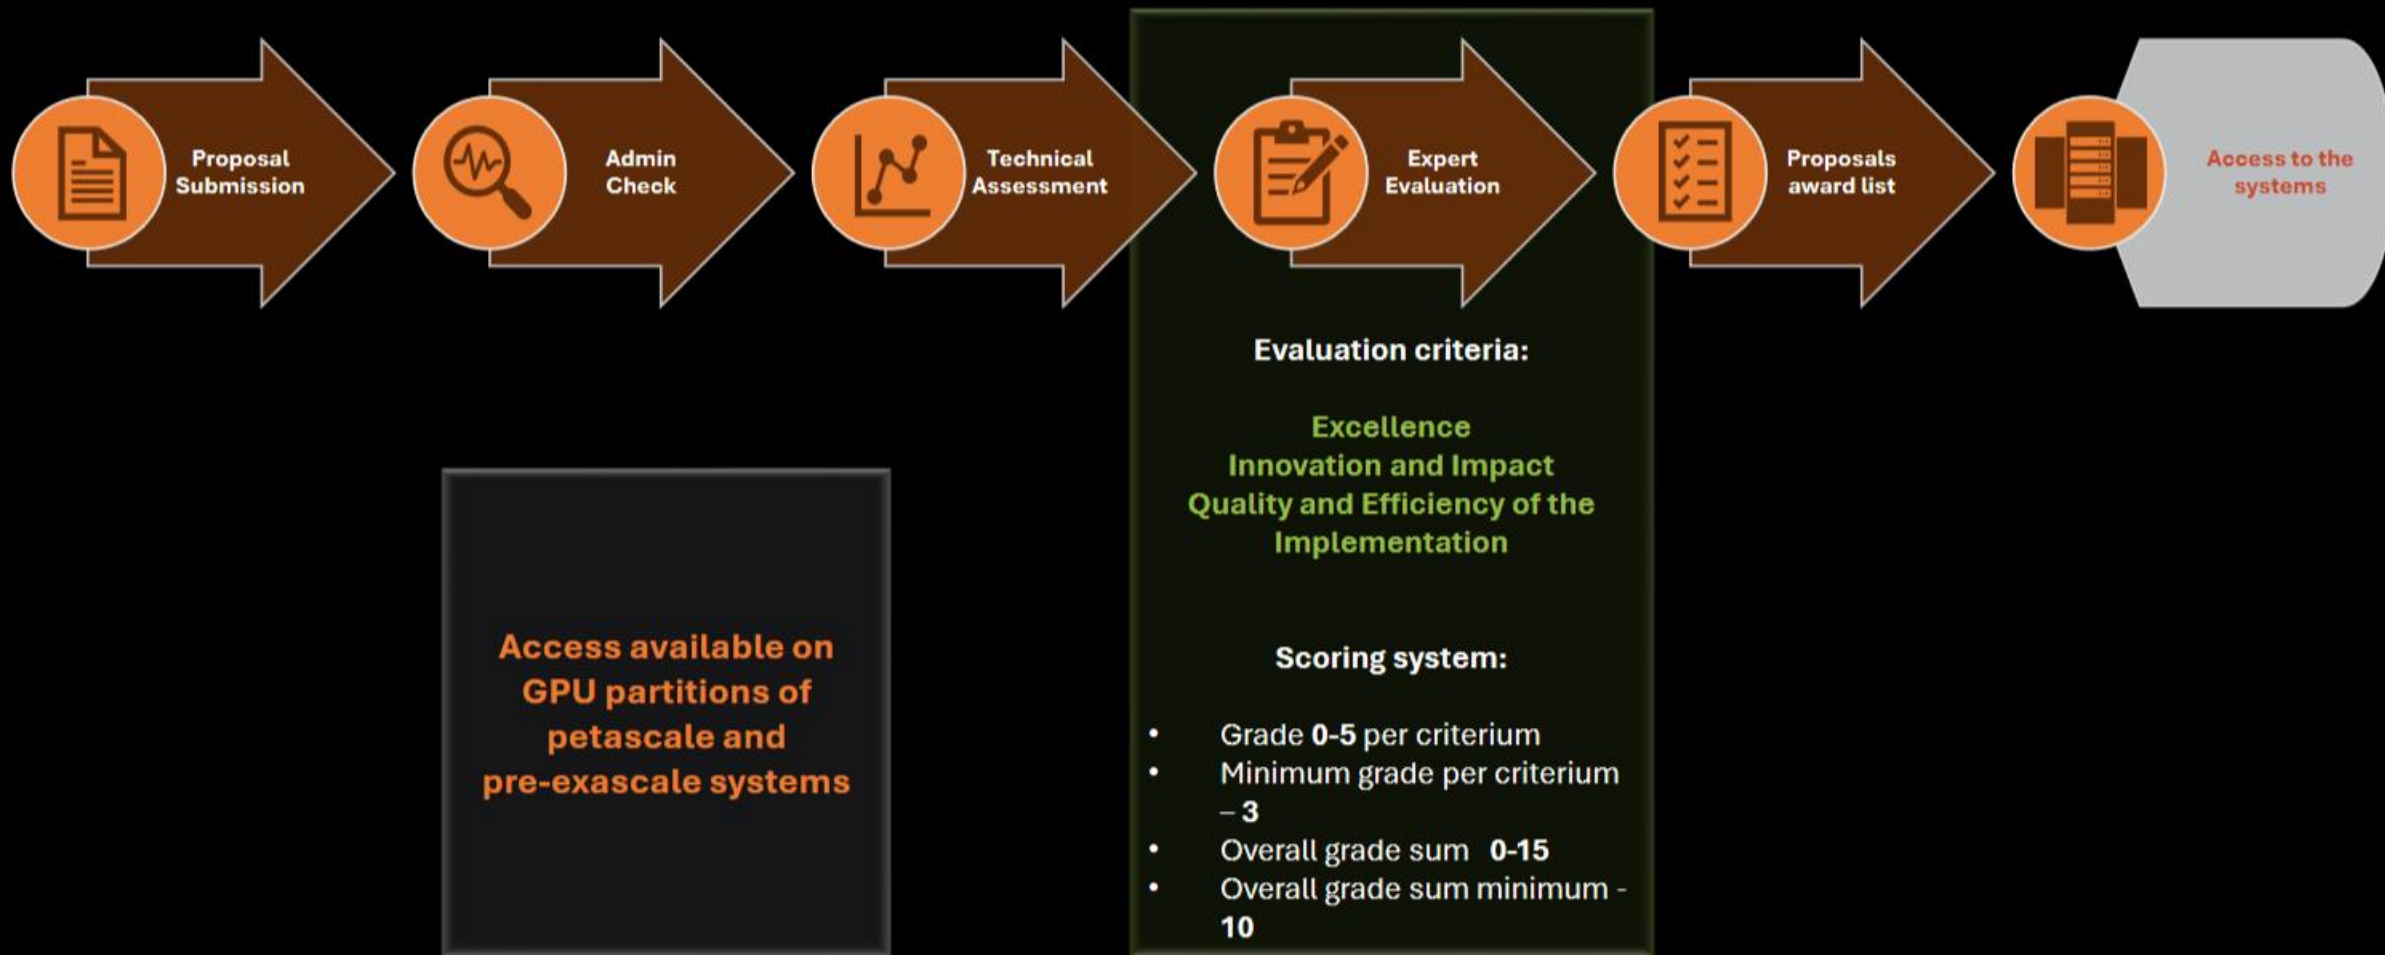 Proposal
Submission
Admin
Check
Technical
Assessment
Expert
Evaluation
Proposals
award list
Access to the
systems
Access available on
GPU partitions of
petascale and
pre-exascale systems
Evaluation criteria:
Excellence
Innovation and Impact
Quality and Efficiency of the
Implementation
Scoring system:
• Grade 0-5 per criterium
• Minimum grade per criterium
– 3
• Overall grade sum 0-15
• Overall grade sum minimum -
10